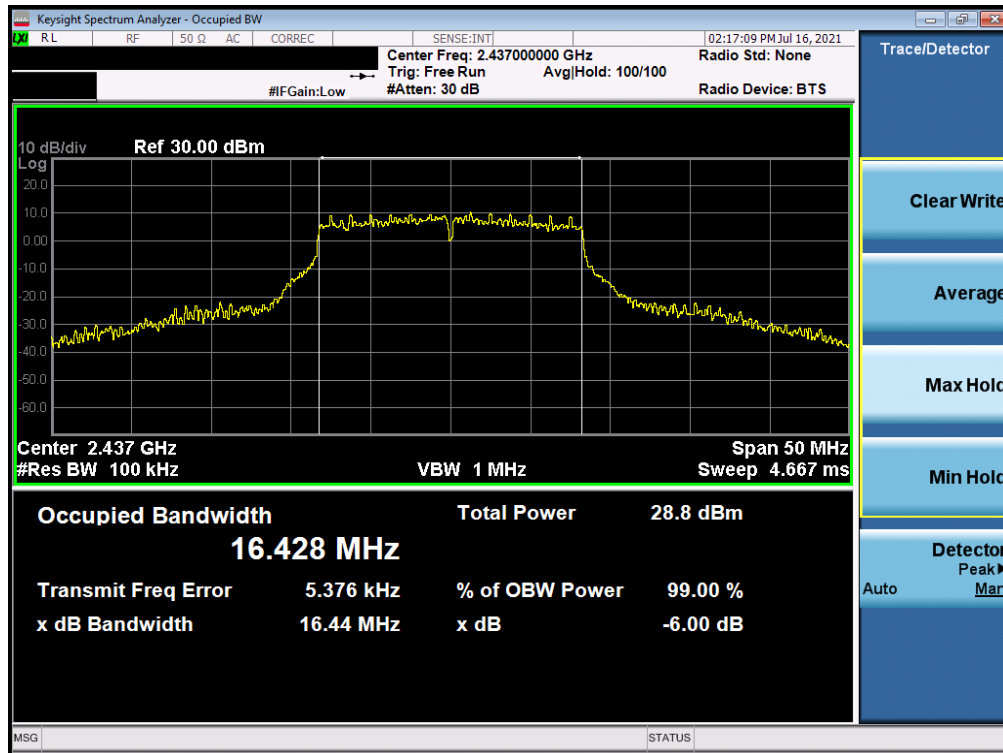 Keysight Spectrum Analyzer - Occupied BW
LXI RL RF 50 Ω AC CORREC SENSE:INT 02:17:09 PM Jul 16, 2021
Center Freq: 2.437000000 GHz Radio Std: None
Trig: Free Run Avg|Hold: 100/100
#IFGain:Low #Atten: 30 dB Radio Device: BTS
10 dB/div Ref 30.00 dBm
Log
20.0
10.0
0.00
-10.0
-20.0
-30.0
-40.0
-50.0
-60.0
Center 2.437 GHz Span 50 MHz
#Res BW 100 kHz VBW 1 MHz Sweep 4.667 ms
Occupied Bandwidth Total Power 28.8 dBm
16.428 MHz
Transmit Freq Error 5.376 kHz % of OBW Power 99.00 %
x dB Bandwidth 16.44 MHz x dB -6.00 dB
MSG STATUS
Trace/Detector
Clear Write
Average
Max Hold
Min Hold
Detector
Peak
Auto Man